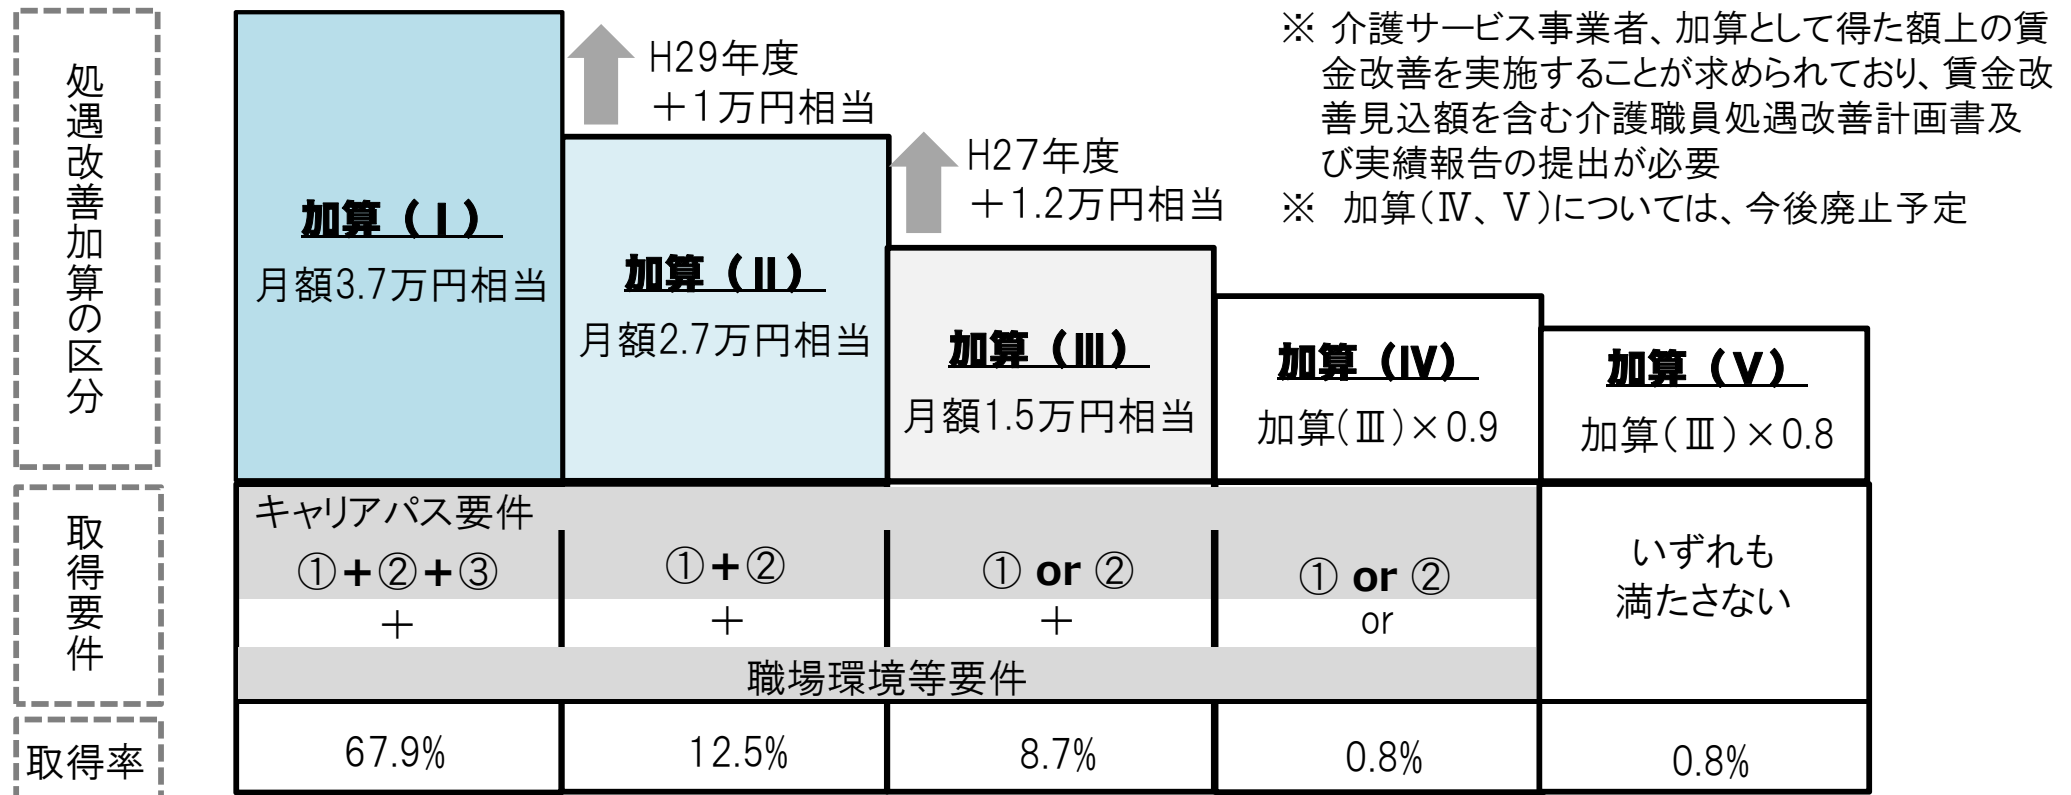 処遇改善加算の区分
加算（Ⅰ）
月額3.7万円相当
H29年度
＋1万円相当
加算（Ⅱ）
月額2.7万円相当
H27年度
＋1.2万円相当
加算（Ⅲ）
月額1.5万円相当
加算（Ⅳ）
加算(Ⅲ)×0.9
加算（Ⅴ）
加算(Ⅲ)×0.8
※ 介護サービス事業者、加算として得た額上の賃
金改善を実施することが求められており、賃金改
善見込額を含む介護職員処遇改善計画書及
び実績報告の提出が必要
※ 加算(Ⅳ、Ⅴ)については、今後廃止予定
取得要件
キャリアパス要件
①+②+③
①+②
① or ②
① or ②
いずれも
満たさない
＋
＋
＋
or
職場環境等要件
取得率
67.9%
12.5%
8.7%
0.8%
0.8%